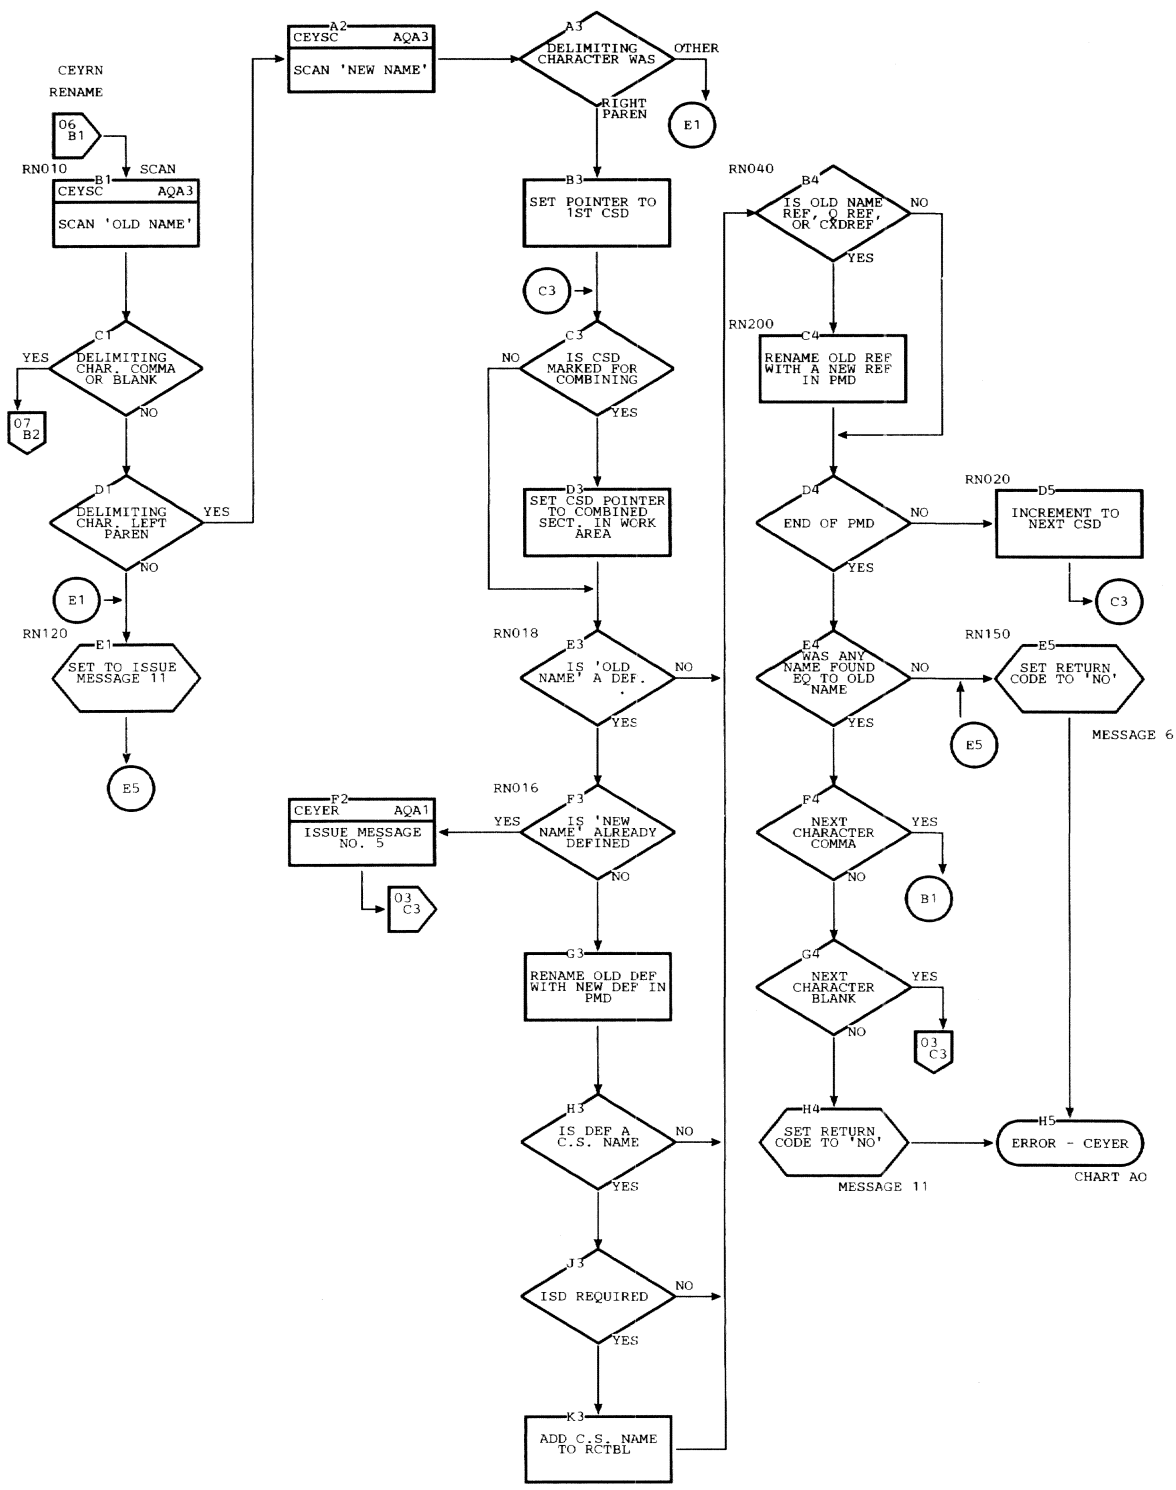 CEYRN
RENAME
06
B1
RN010
SCAN
B1
CEYSC AQA3
SCAN 'OLD NAME'
C1
DELIMITING
CHAR. COMMA
OR BLANK
YES
NO
07
B2
D1
DELIMITING
CHAR. LEFT
PAREN
YES
NO
E1
RN120
E1
SET TO ISSUE
MESSAGE 11
E5
A2
CEYSC AQA3
SCAN 'NEW NAME'
A3
DELIMITING
CHARACTER WAS
OTHER
E1
RIGHT
PAREN
B3
SET POINTER TO
1ST CSD
C3
C3
IS CSD
MARKED FOR
COMBINING
NO
YES
D3
SET CSD POINTER
TO COMBINED
SECT. IN WORK
AREA
RN018
E3
IS 'OLD
NAME' A DEF.
NO
YES
RN016
F3
IS 'NEW
NAME' ALREADY
DEFINED
YES
NO
F2
CEYER AQA1
ISSUE MESSAGE
NO. 5
03
C3
G3
RENAME OLD DEF
WITH NEW DEF IN
PMD
H3
IS DEF A
C.S. NAME
NO
YES
J3
ISD REQUIRED
NO
YES
K3
ADD C.S. NAME
TO RCTBL
RN040
B4
IS OLD NAME
REF, Q REF,
OR CXDREF,
NO
YES
RN200
C4
RENAME OLD REF
WITH A NEW REF
IN PMD
D4
END OF PMD
NO
YES
RN020
D5
INCREMENT TO
NEXT CSD
C3
E4
WAS ANY
NAME FOUND
EQ TO OLD
NAME
NO
YES
RN150
E5
SET RETURN
CODE TO 'NO'
MESSAGE 6
E5
F4
NEXT
CHARACTER
COMMA
YES
NO
B1
G4
NEXT
CHARACTER
BLANK
YES
NO
03
C3
H4
SET RETURN
CODE TO 'NO'
MESSAGE 11
H5
ERROR - CEYER
CHART AO